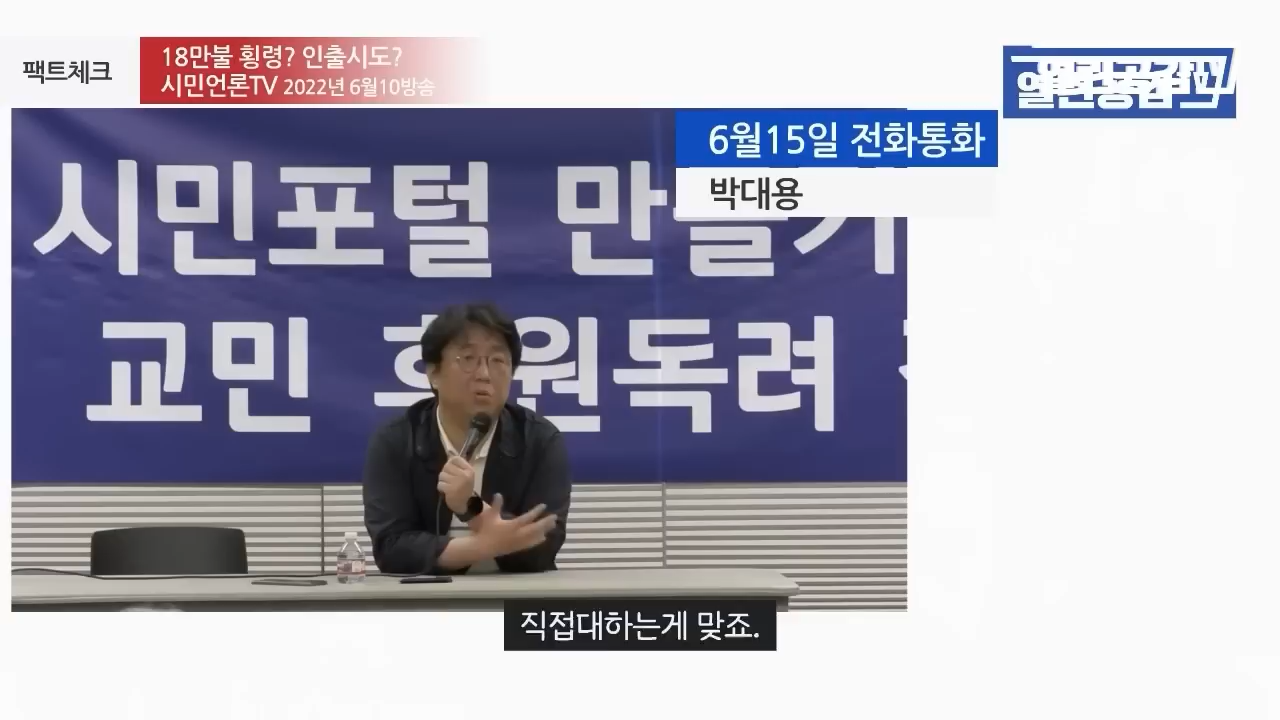 팩트체크
18만불 횡령? 인출시도?
시민언론TV 2022년 6월10방송
6월15일 전화통화
박대용
시민포털 만들기
교민 후원독려
직접대하는게 맞죠.